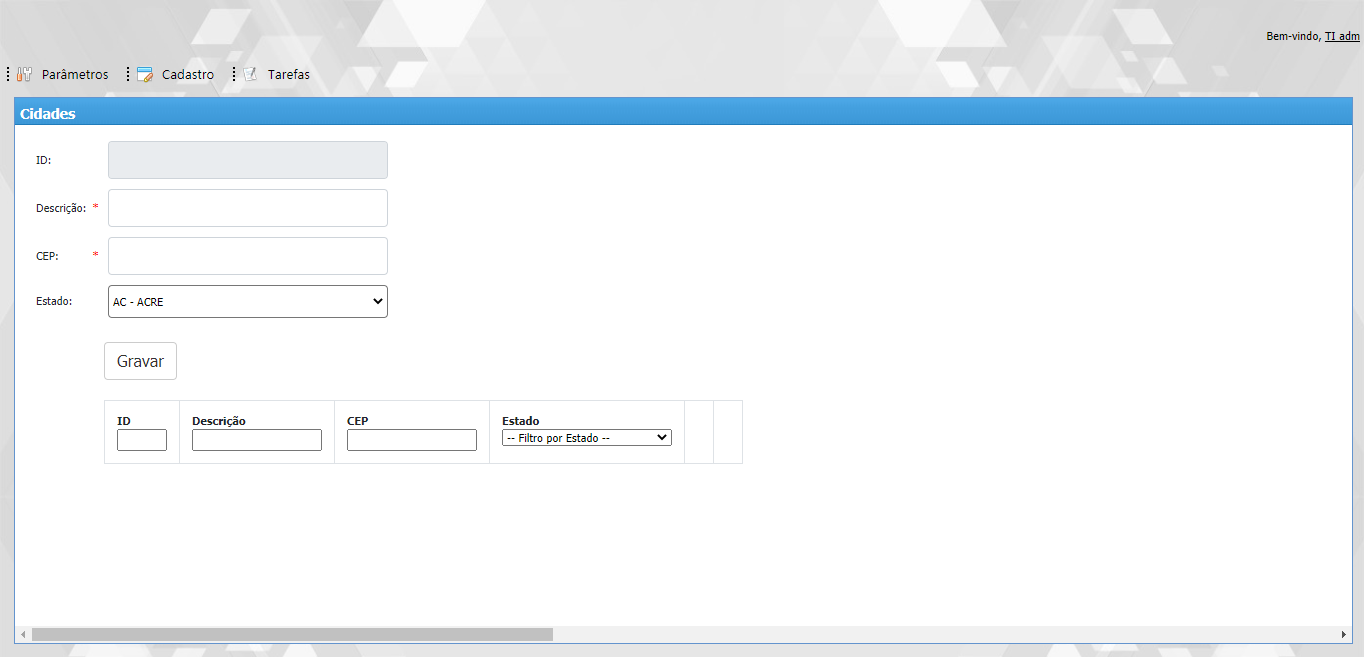 Bem-vindo, TI adm
Parâmetros Cadastro Tarefas
Cidades
ID:
Descrição: *
CEP: *
Estado: AC - ACRE
Gravar
ID Descrição CEP Estado
-- Filtro por Estado --